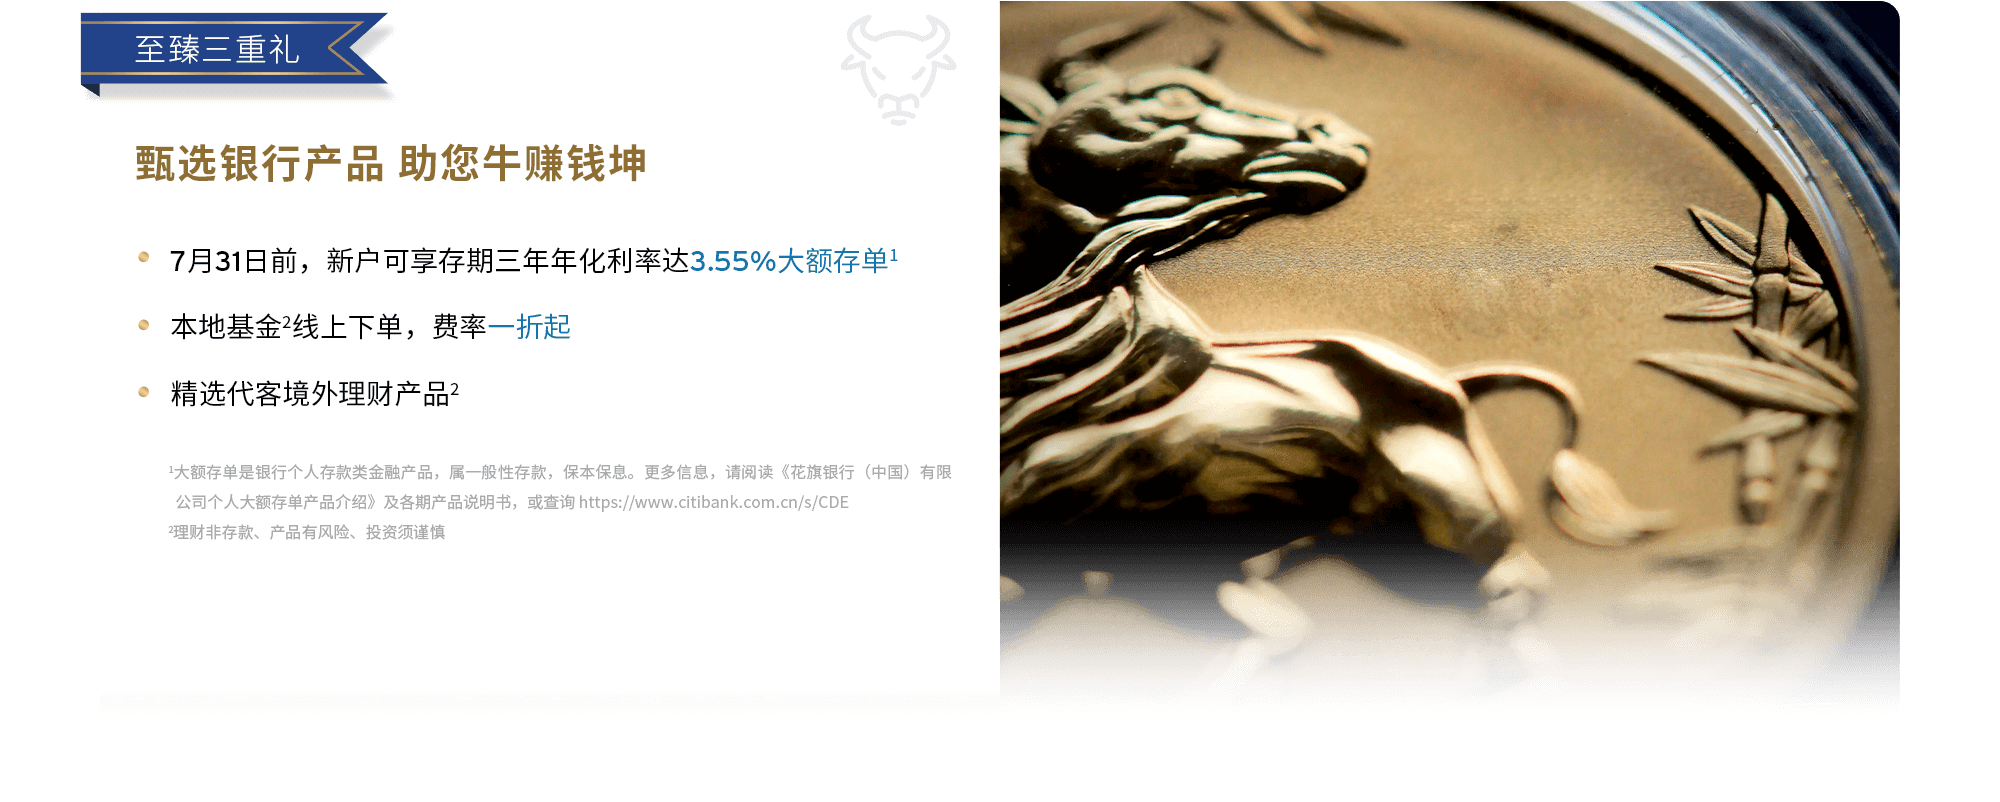 至臻三重礼
甄选银行产品 助您牛赚钱坤
7月31日前，新户可享存期三年年化利率达3.55%大额存单¹
本地基金²线上下单，费率一折起
精选代客境外理财产品²
¹大额存单是银行个人存款类金融产品，属一般性存款，保本保息。更多信息，请阅读《花旗银行（中国）有限
公司个人大额存单产品介绍》及各期产品说明书，或查询 https://www.citibank.com.cn/s/CDE
²理财非存款、产品有风险、投资须谨慎